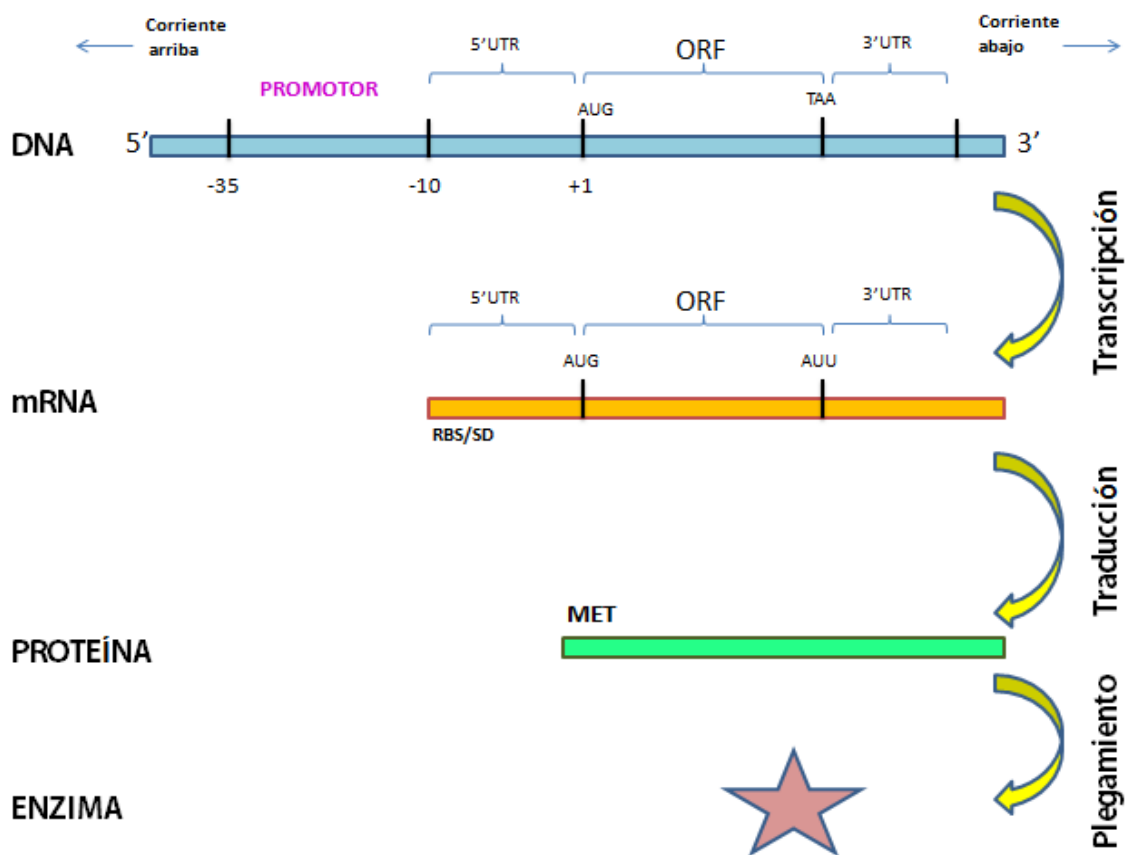 Corriente
arriba
Corriente
abajo
5’UTR
ORF
3’UTR
PROMOTOR
AUG
TAA
DNA
5’
3’
-35
-10
+1
Transcripción
5’UTR
ORF
3’UTR
AUG
AUU
mRNA
RBS/SD
Traducción
MET
PROTEÍNA
Plegamiento
ENZIMA